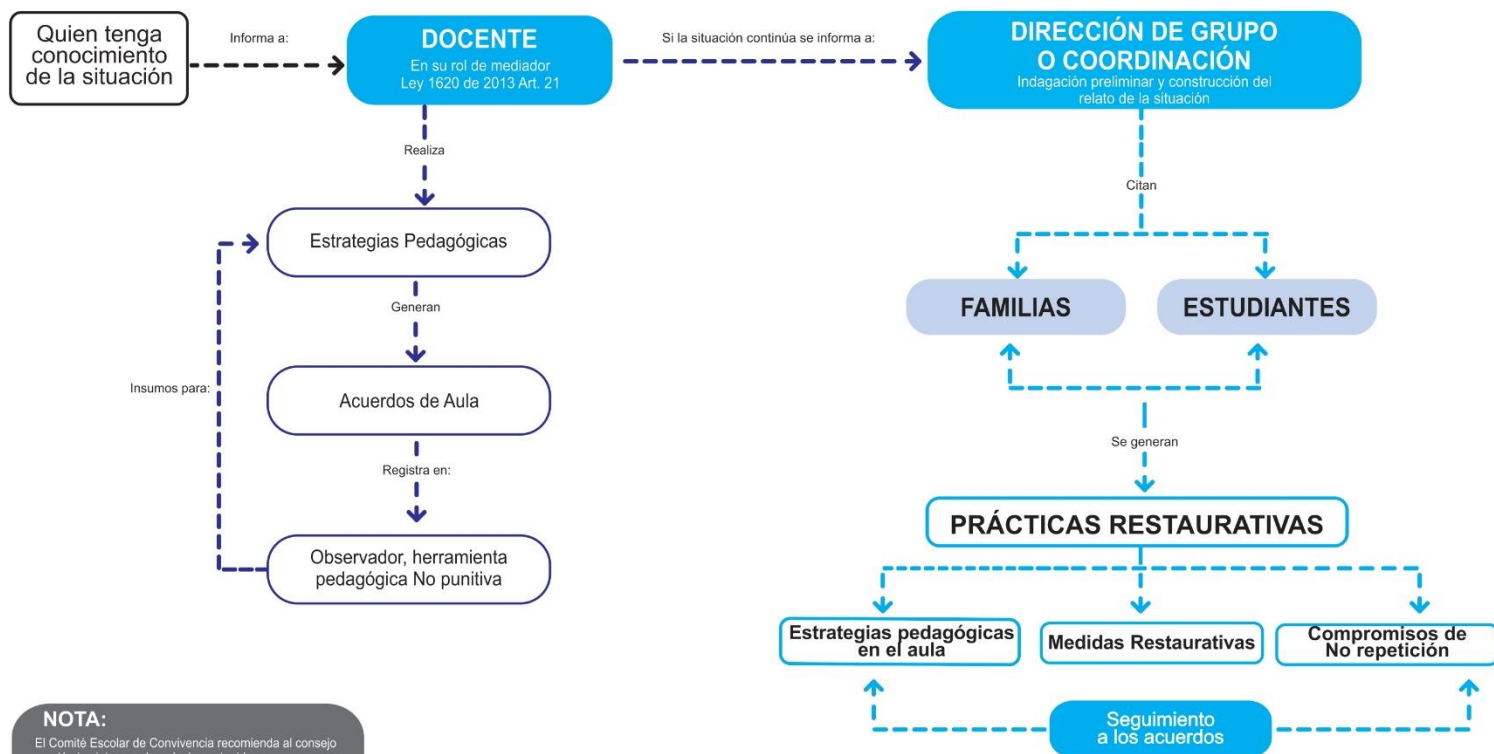 Quien tenga
conocimiento
de la situación
Informa a:
DOCENTE
En su rol de mediador
Ley 1620 de 2013 Art. 21
Si la situación continúa se informa a:
DIRECCIÓN DE GRUPO
O COORDINACIÓN
Indagación preliminar y construcción del
relato de la situación
Realiza
Citan
Estrategias Pedagógicas
Generan
FAMILIAS
ESTUDIANTES
Insumos para:
Acuerdos de Aula
Se generan
Registra en:
PRÁCTICAS RESTAURATIVAS
Observador, herramienta
pedagógica No punitiva
Estrategias pedagógicas
en el aula
Medidas Restaurativas
Compromisos de
No repetición
Seguimiento
a los acuerdos
NOTA:
El Comité Escolar de Convivencia recomienda al consejo